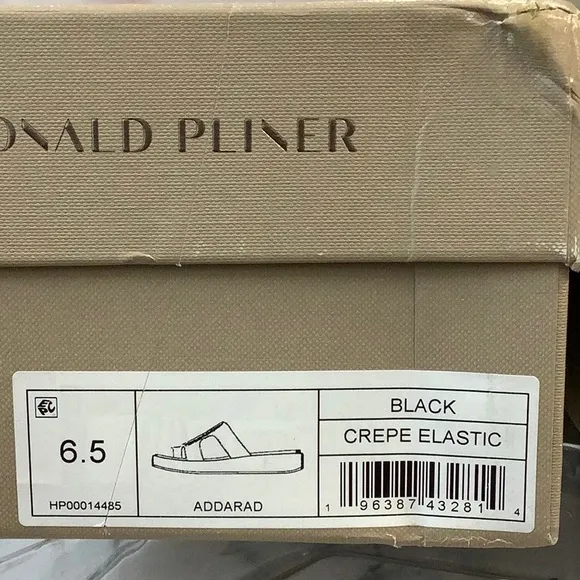 ONALD PLINER
6.5
HP00014485
ADDARAD
BLACK
CREPE ELASTIC
1 96387 43281 4